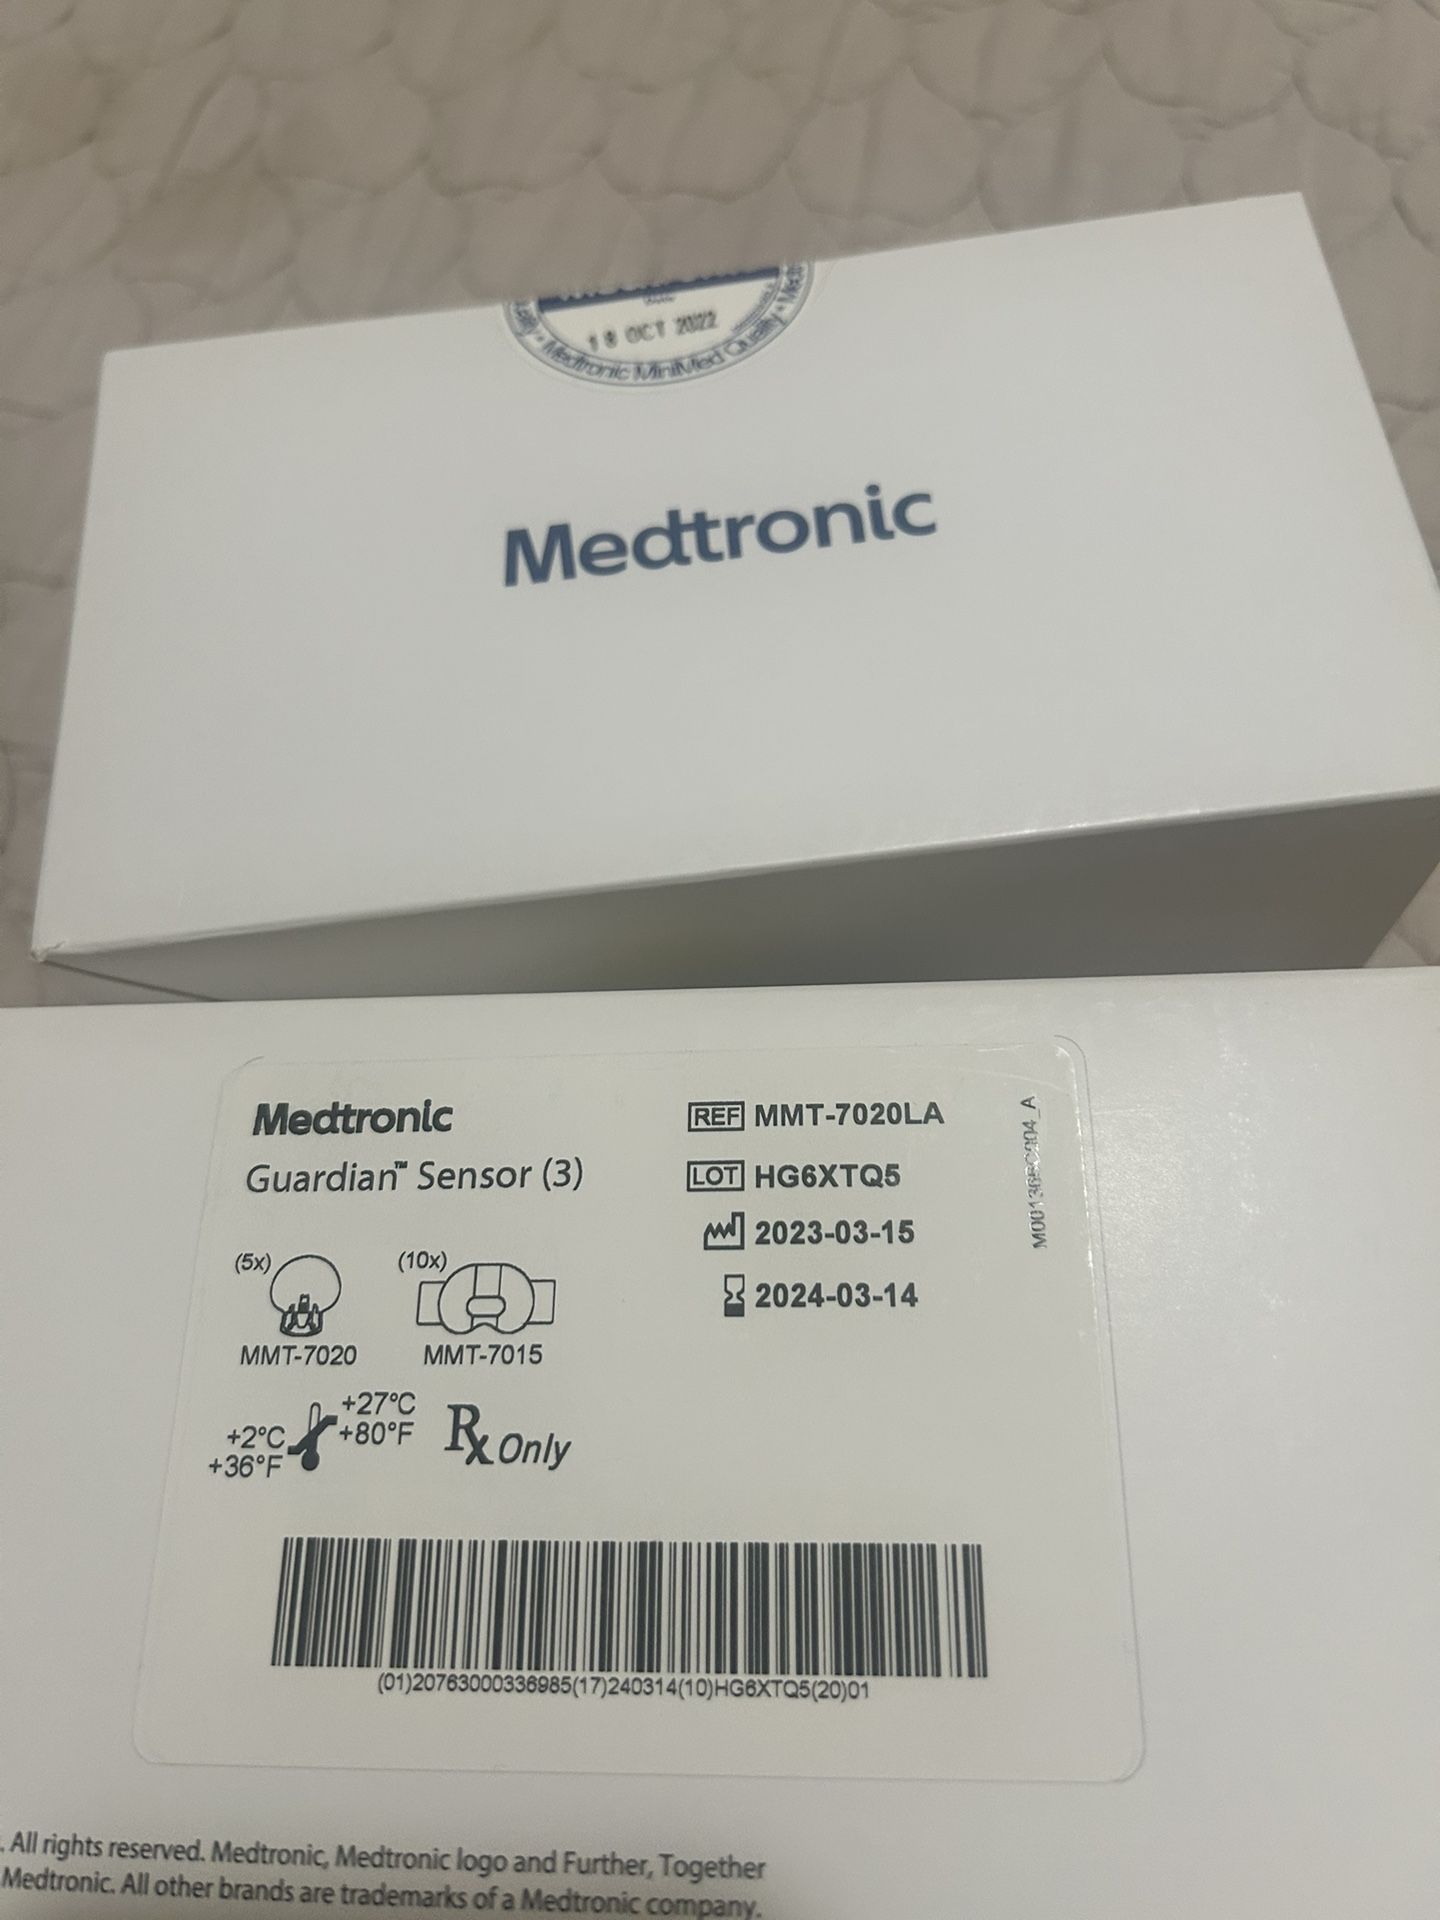 18 OCT 2022
Quality • Medtronic MiniMed Quality • Med
Medtronic
Medtronic
Guardian™ Sensor (3)
REF MMT-7020LA
LOT HG6XTQ5
2023-03-15
2024-03-14
(5x)
(10x)
MMT-7020
MMT-7015
+27°C
+80°F
+2°C
+36°F
Rx Only
(01)20763000336985(17)240314(10)HG6XTQ5(20)01
. All rights reserved. Medtronic, Medtronic logo and Further, Together
Medtronic. All other brands are trademarks of a Medtronic company.